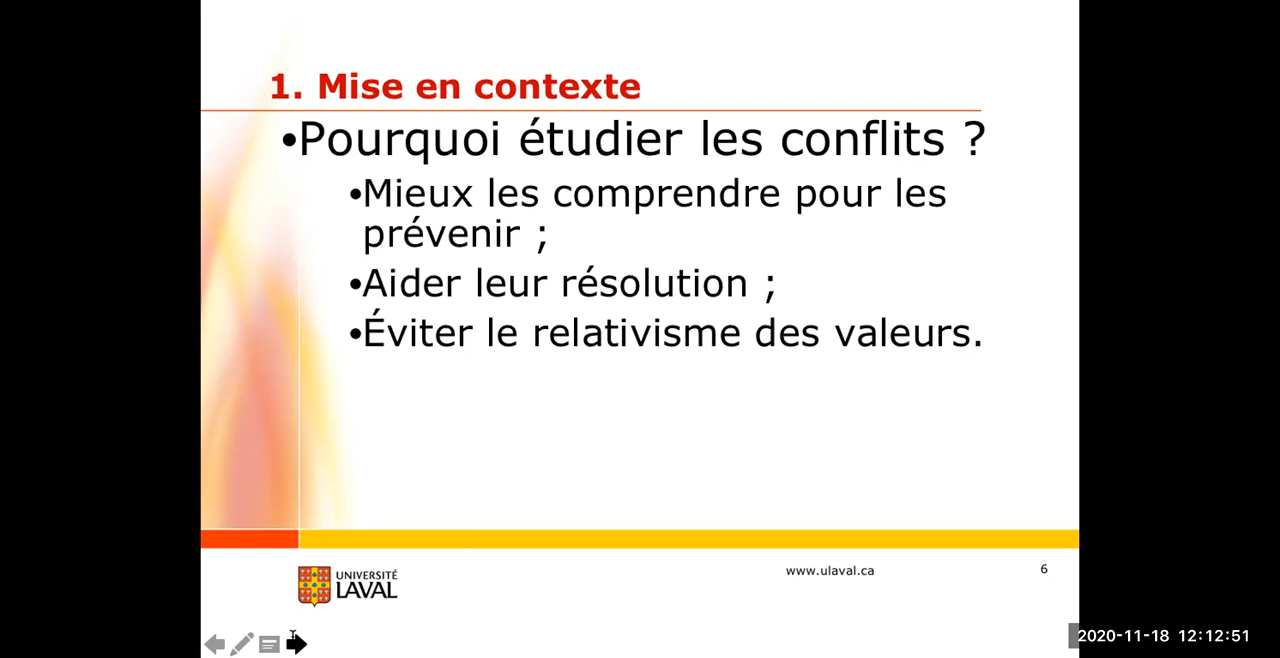 1. Mise en contexte
•Pourquoi étudier les conflits ?
•Mieux les comprendre pour les
prévenir ;
•Aider leur résolution ;
•Éviter le relativisme des valeurs.
UNIVERSITÉ
LAVAL
www.ulaval.ca
6
2020-11-18 12:12:51